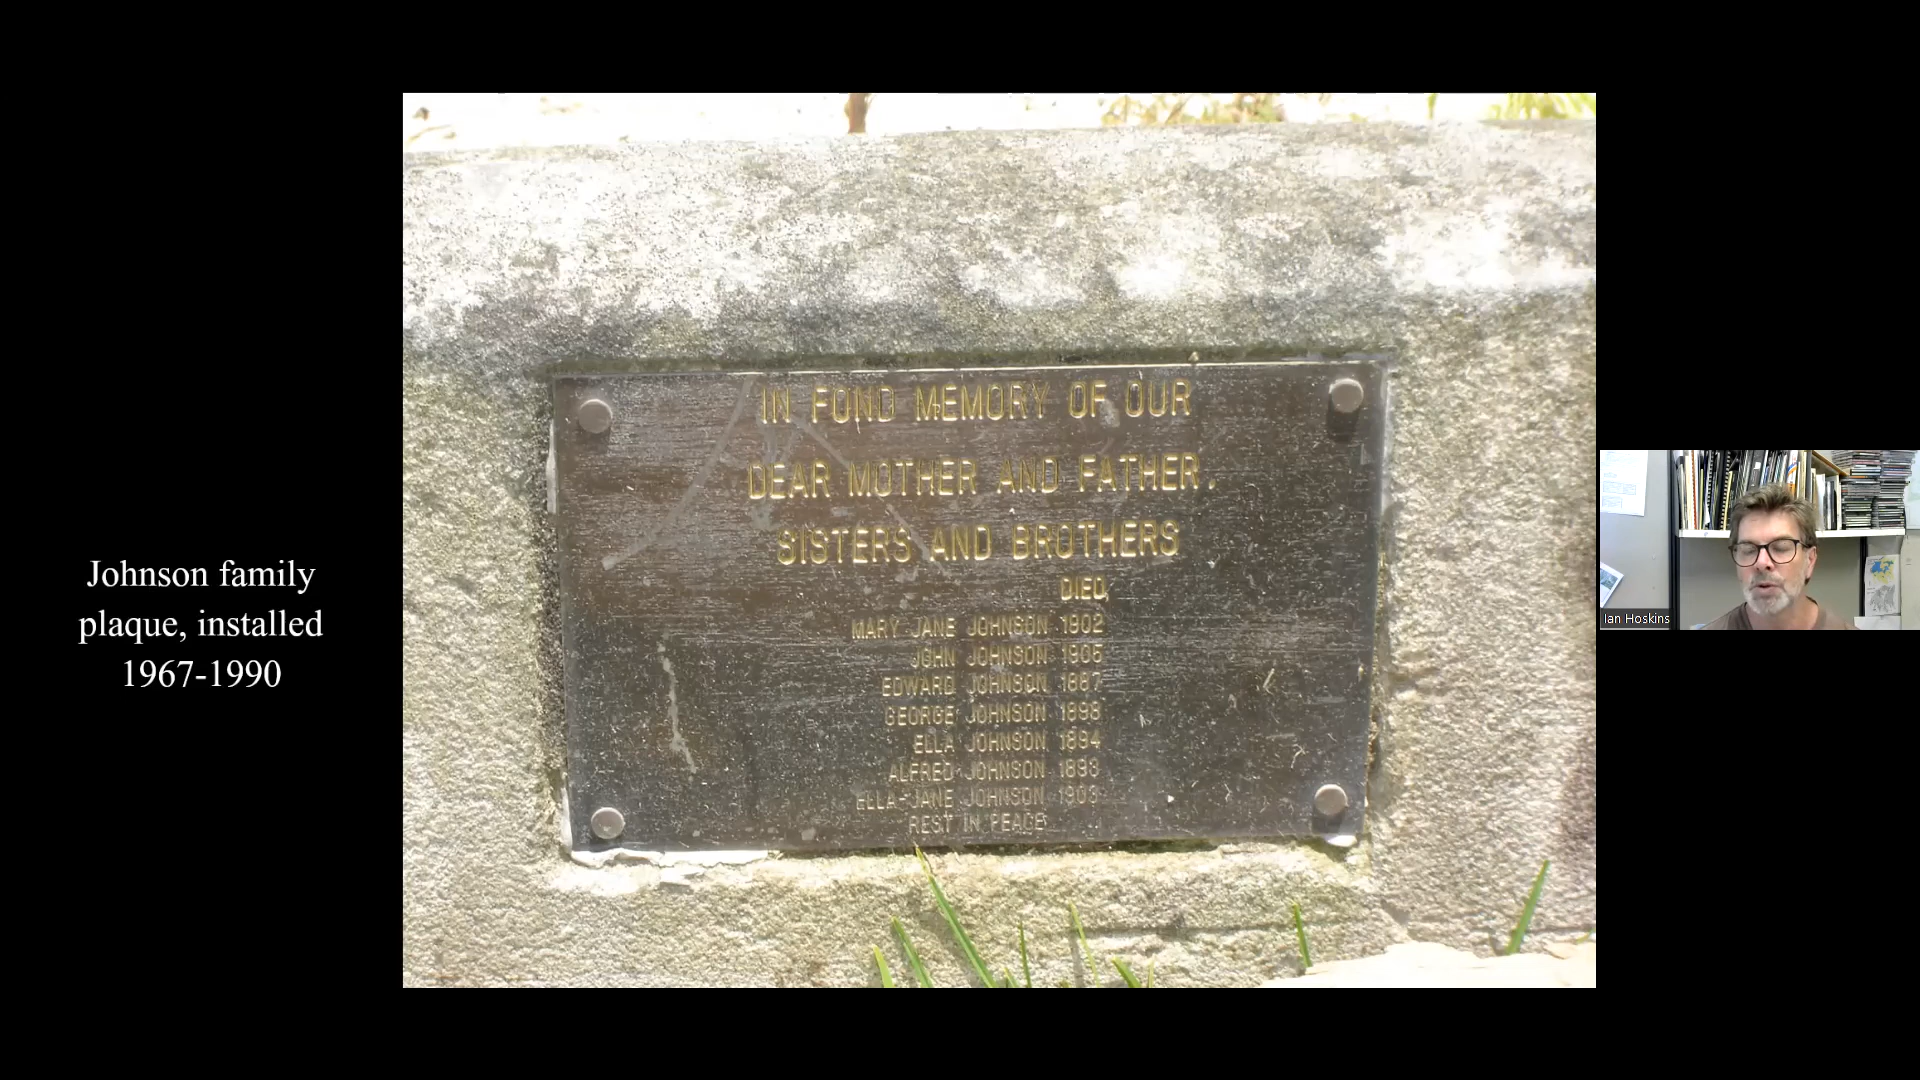 Johnson family
plaque, installed
1967-1990
IN FOND MEMORY OF OUR
DEAR MOTHER AND FATHER.
SISTERS AND BROTHERS
DIED.
MARY JANE JOHNSON 1902
JOHN JOHNSON 1905
EDWARD JOHNSON 1887
GEORGE JOHNSON 1898
ELLA JOHNSON 1894
ALFRED JOHNSON 1893
ELLA-JANE JOHNSON 1903
REST IN PEACE
Ian Hoskins